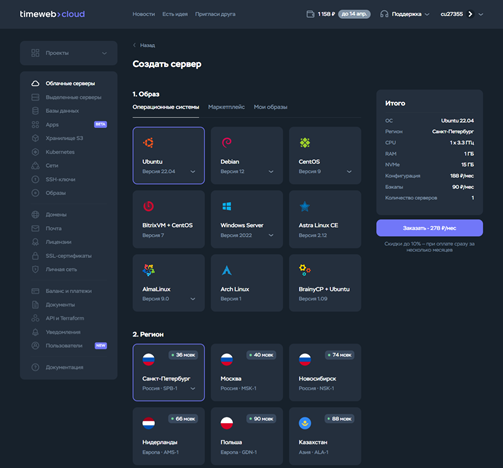 timeweb>cloud
Новости
Есть идея
Пригласи друга
1 158 ₽
до 14 апр.
Поддержка
cu27355
Проекты
Облачные серверы
Выделенные серверы
Базы данных
Apps
BETA
Хранилище S3
Kubernetes
Сети
SSH-ключи
Образы
Домены
Почта
Лицензии
SSL-сертификаты
Личная сеть
Баланс и платежи
Документы
API и Terraform
Уведомления
Пользователи
NEW
Документация
Назад
Создать сервер
1. Образ
Операционные системы
Маркетплейс
Мои образы
Ubuntu
Версия 22.04
Debian
Версия 12
CentOS
Версия 9
BitrixVM + CentOS
Версия 7
Windows Server
Версия 2022
Astra Linux CE
Версия 2.12
AlmaLinux
Версия 9.0
Arch Linux
Версия 1
BrainyCP + Ubuntu
Версия 1.09
2. Регион
36 мсек
Санкт-Петербург
Россия · SPB-1
40 мсек
Москва
Россия · MSK-1
74 мсек
Новосибирск
Россия · NSK-1
66 мсек
Нидерланды
Европа · AMS-1
90 мсек
Польша
Европа · GDN-1
88 мсек
Казахстан
Азия · ALA-1
Итого
ОС
Ubuntu 22.04
Регион
Санкт-Петербург
CPU
1 x 3.3 ГГц
RAM
1 ГБ
NVMe
15 ГБ
Конфигурация
188 ₽/мес
Бэкапы
90 ₽/мес
Количество серверов
1
Заказать · 278 ₽/мес
Скидки до 10% – при оплате сразу за
несколько месяцев